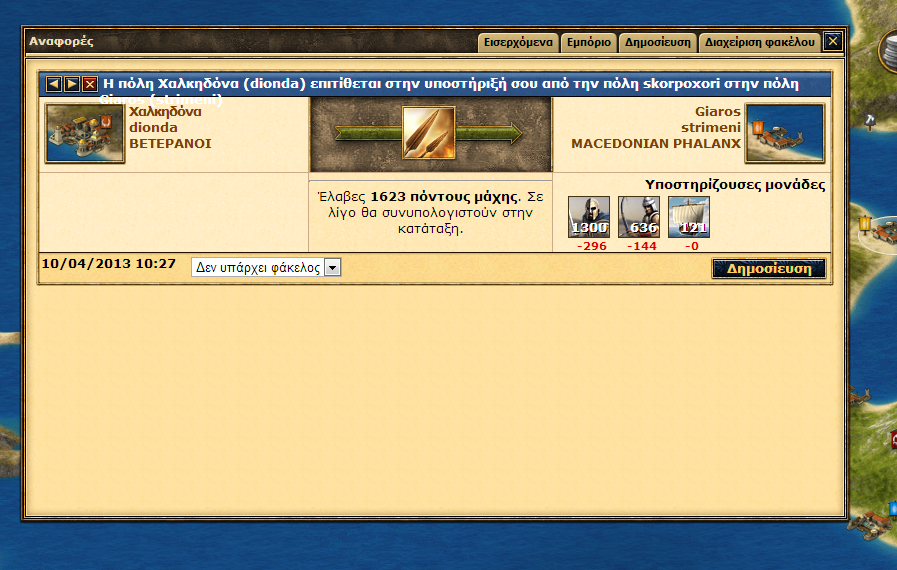 Αναφορές
Εισερχόμενα Εμπόριο Δημοσίευση Διαχείριση φακέλου
Η πόλη Χαλκηδόνα (dionda) επιτίθεται στην υποστήριξή σου από την πόλη skorpoxori στην πόλη
Giaros (strimeni)
Χαλκηδόνα
dionda
ΒΕΤΕΡΑΝΟΙ
Giaros
strimeni
MACEDONIAN PHALANX
Έλαβες 1623 πόντους μάχης. Σε
λίγο θα συνυπολογιστούν στην
κατάταξη.
Υποστηρίζουσες μονάδες
1300 636 121
-296 -144 -0
10/04/2013 10:27 Δεν υπάρχει φάκελος Δημοσίευση